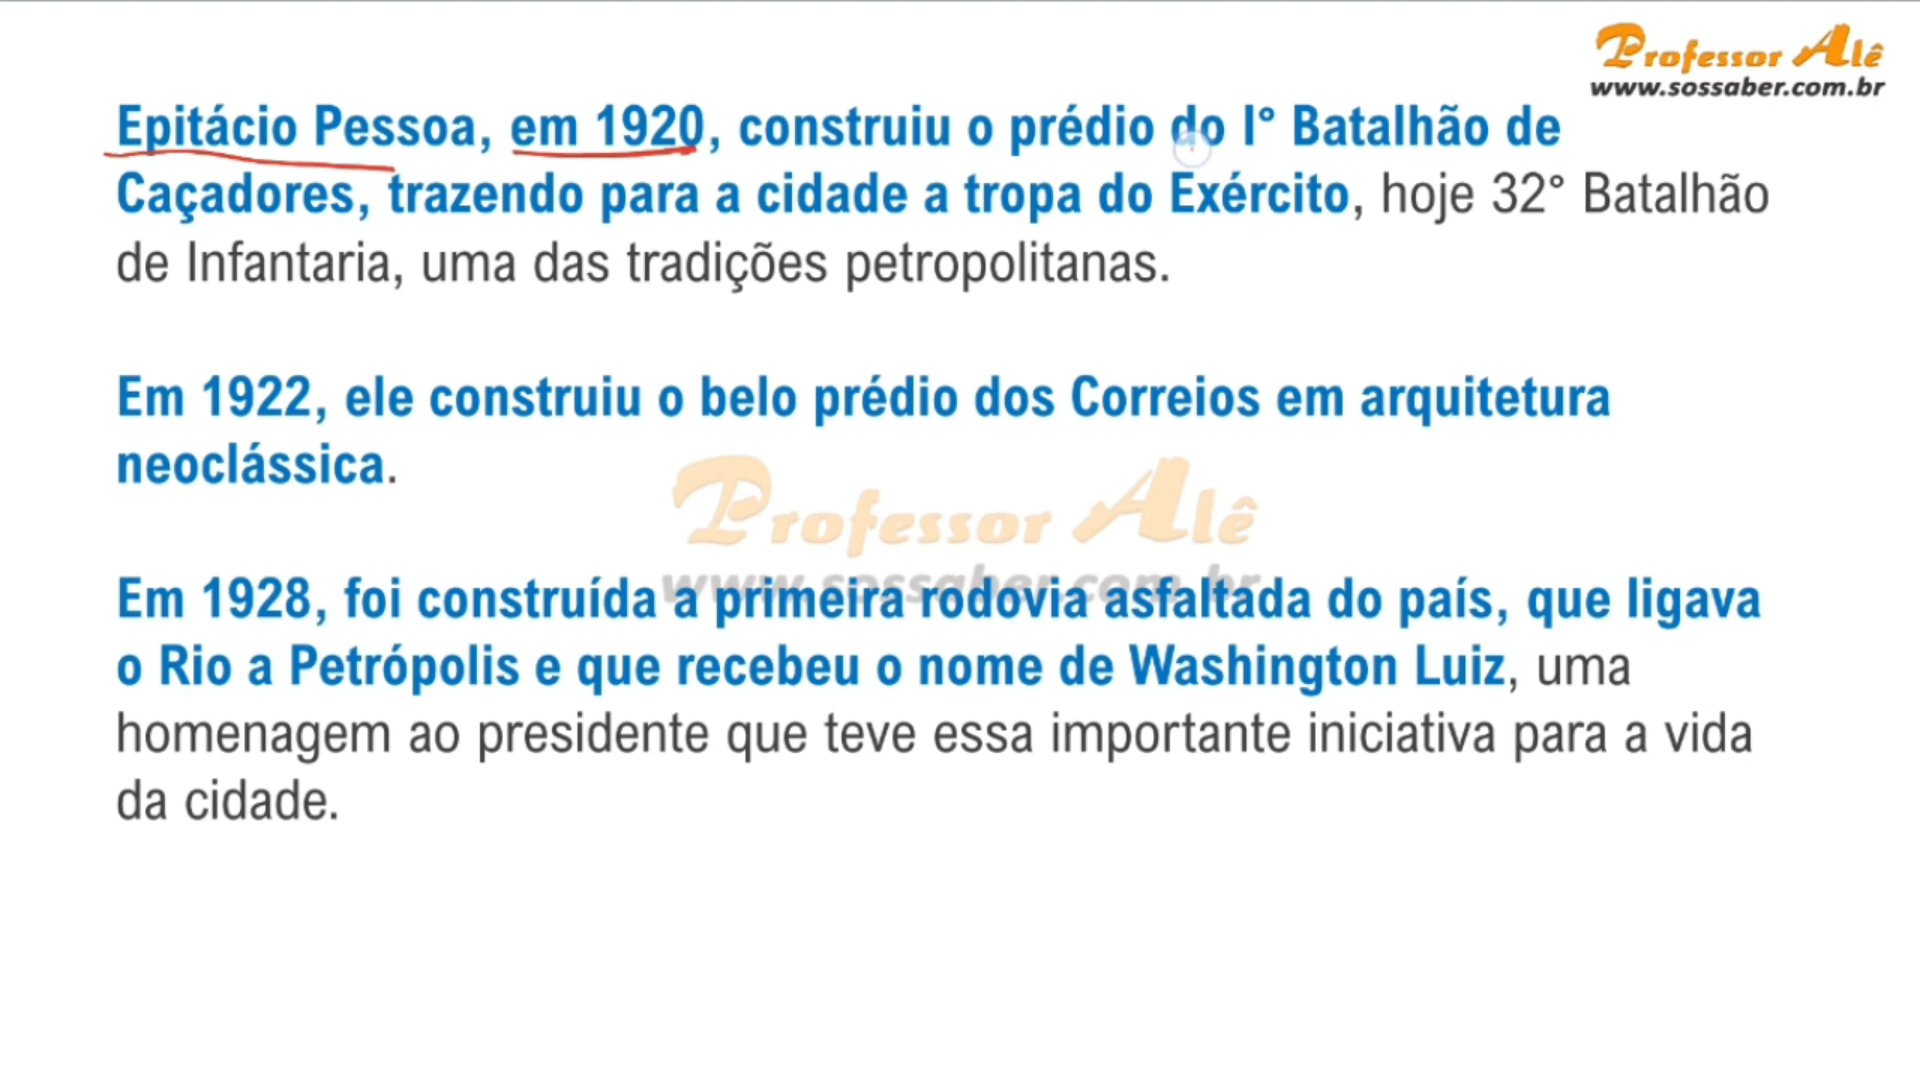 Professor Alê
www.sossaber.com.br
Epitácio Pessoa, em 1920, construiu o prédio do I° Batalhão de
Caçadores, trazendo para a cidade a tropa do Exército, hoje 32° Batalhão
de Infantaria, uma das tradições petropolitanas.
Em 1922, ele construiu o belo prédio dos Correios em arquitetura
neoclássica.
Professor Alê
www.sossaber.com.br
Em 1928, foi construída a primeira rodovia asfaltada do país, que ligava
o Rio a Petrópolis e que recebeu o nome de Washington Luiz, uma
homenagem ao presidente que teve essa importante iniciativa para a vida
da cidade.